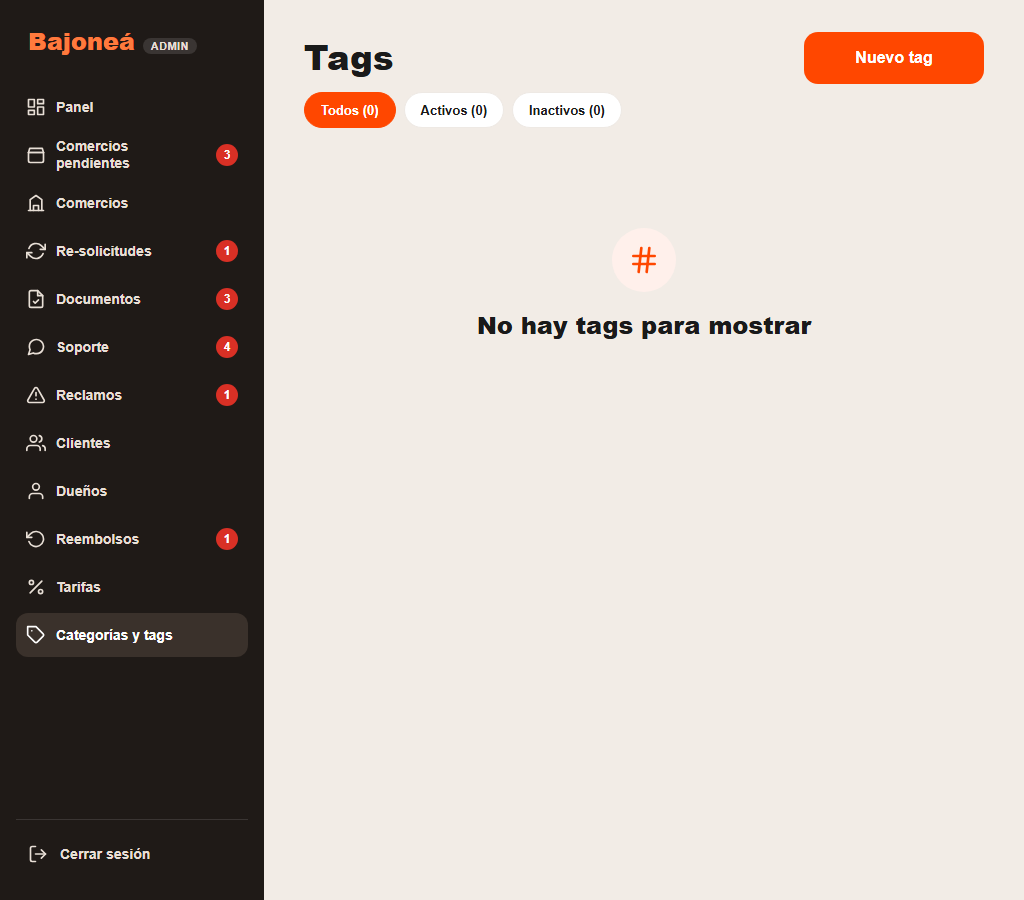 Bajoneá ADMIN
Panel
Comercios
pendientes 3
Comercios
Re-solicitudes 1
Documentos 3
Soporte 4
Reclamos 1
Clientes
Dueños
Reembolsos 1
Tarifas
Categorías y tags
Cerrar sesión
Tags
Nuevo tag
Todos (0) Activos (0) Inactivos (0)
No hay tags para mostrar